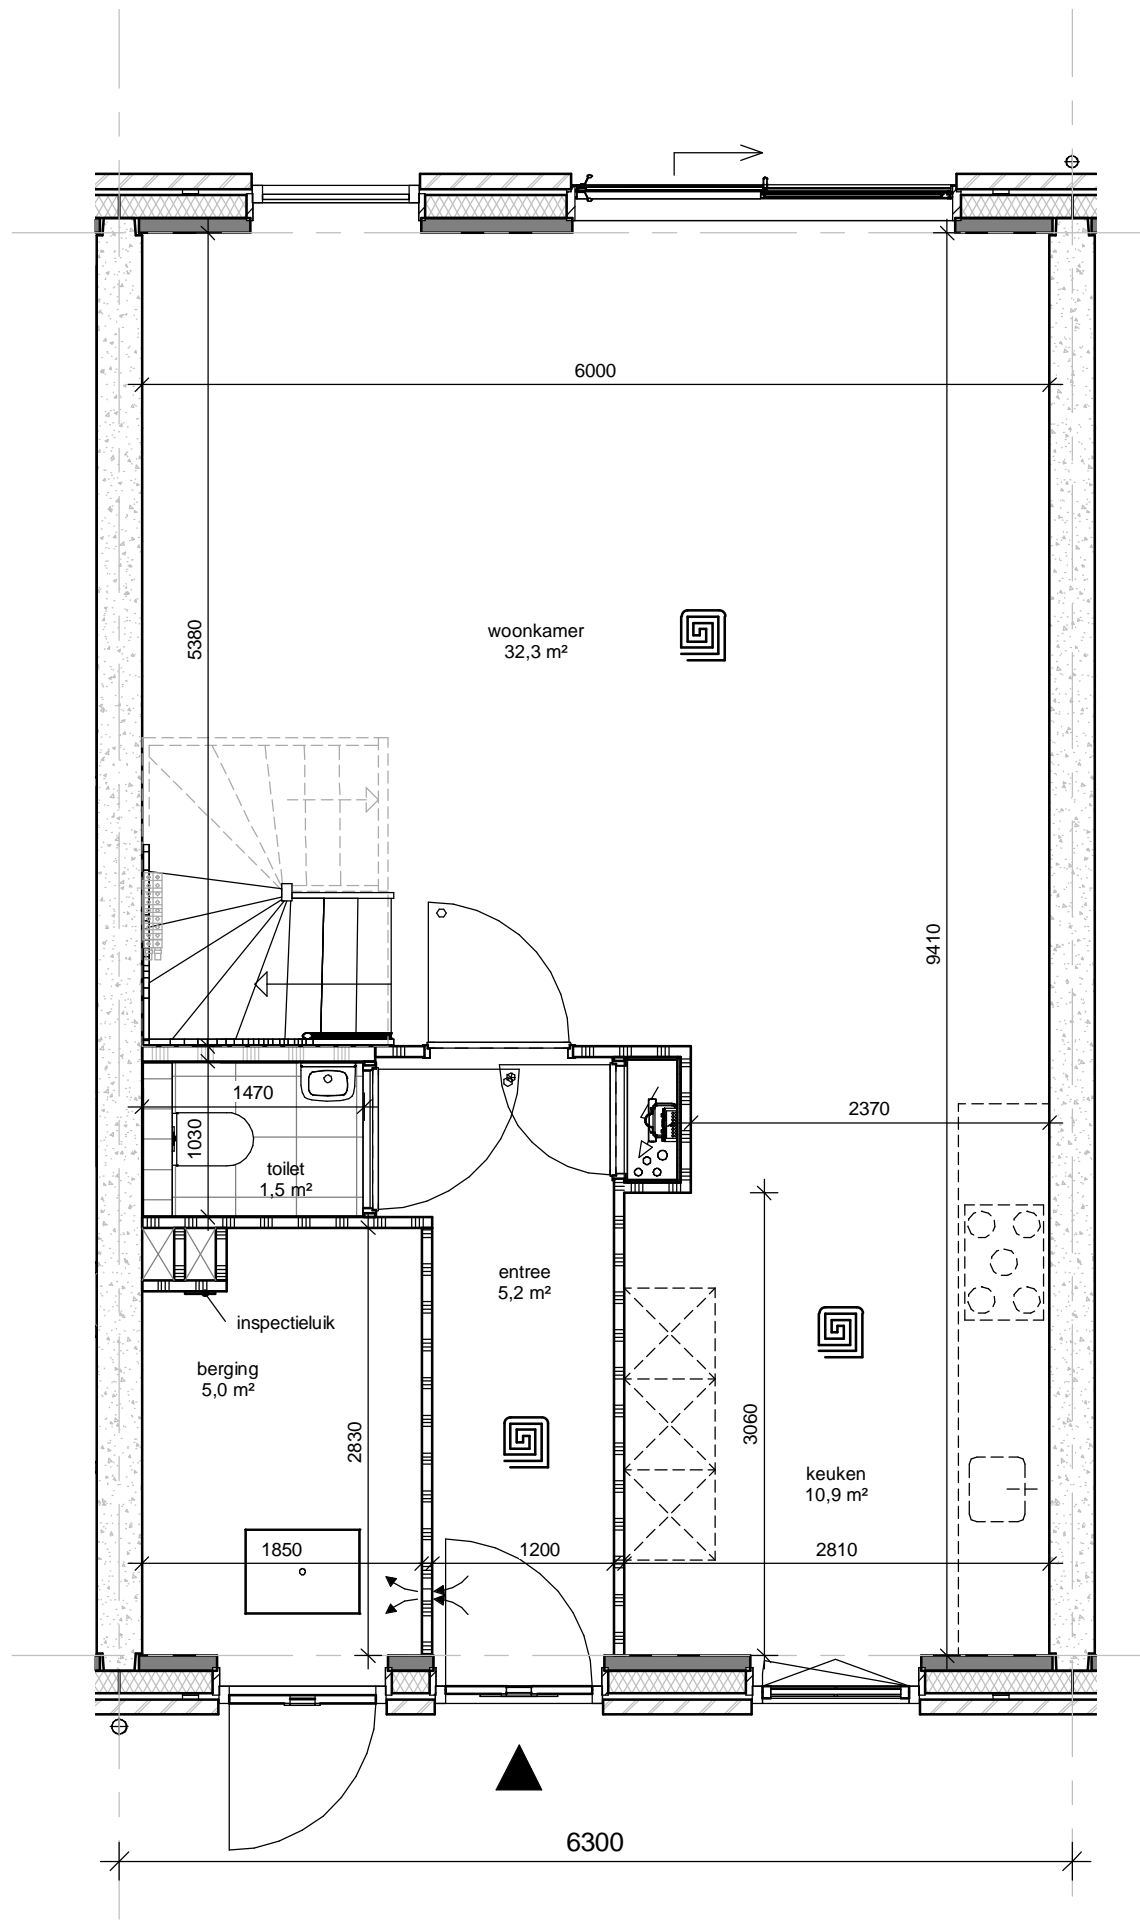 6000
5380
woonkamer
32,3 m²
9410
1470
1030
toilet
1,5 m²
2370
entree
5,2 m²
inspectieluik
berging
5,0 m²
2830
3060
keuken
10,9 m²
1850
1200
2810
6300